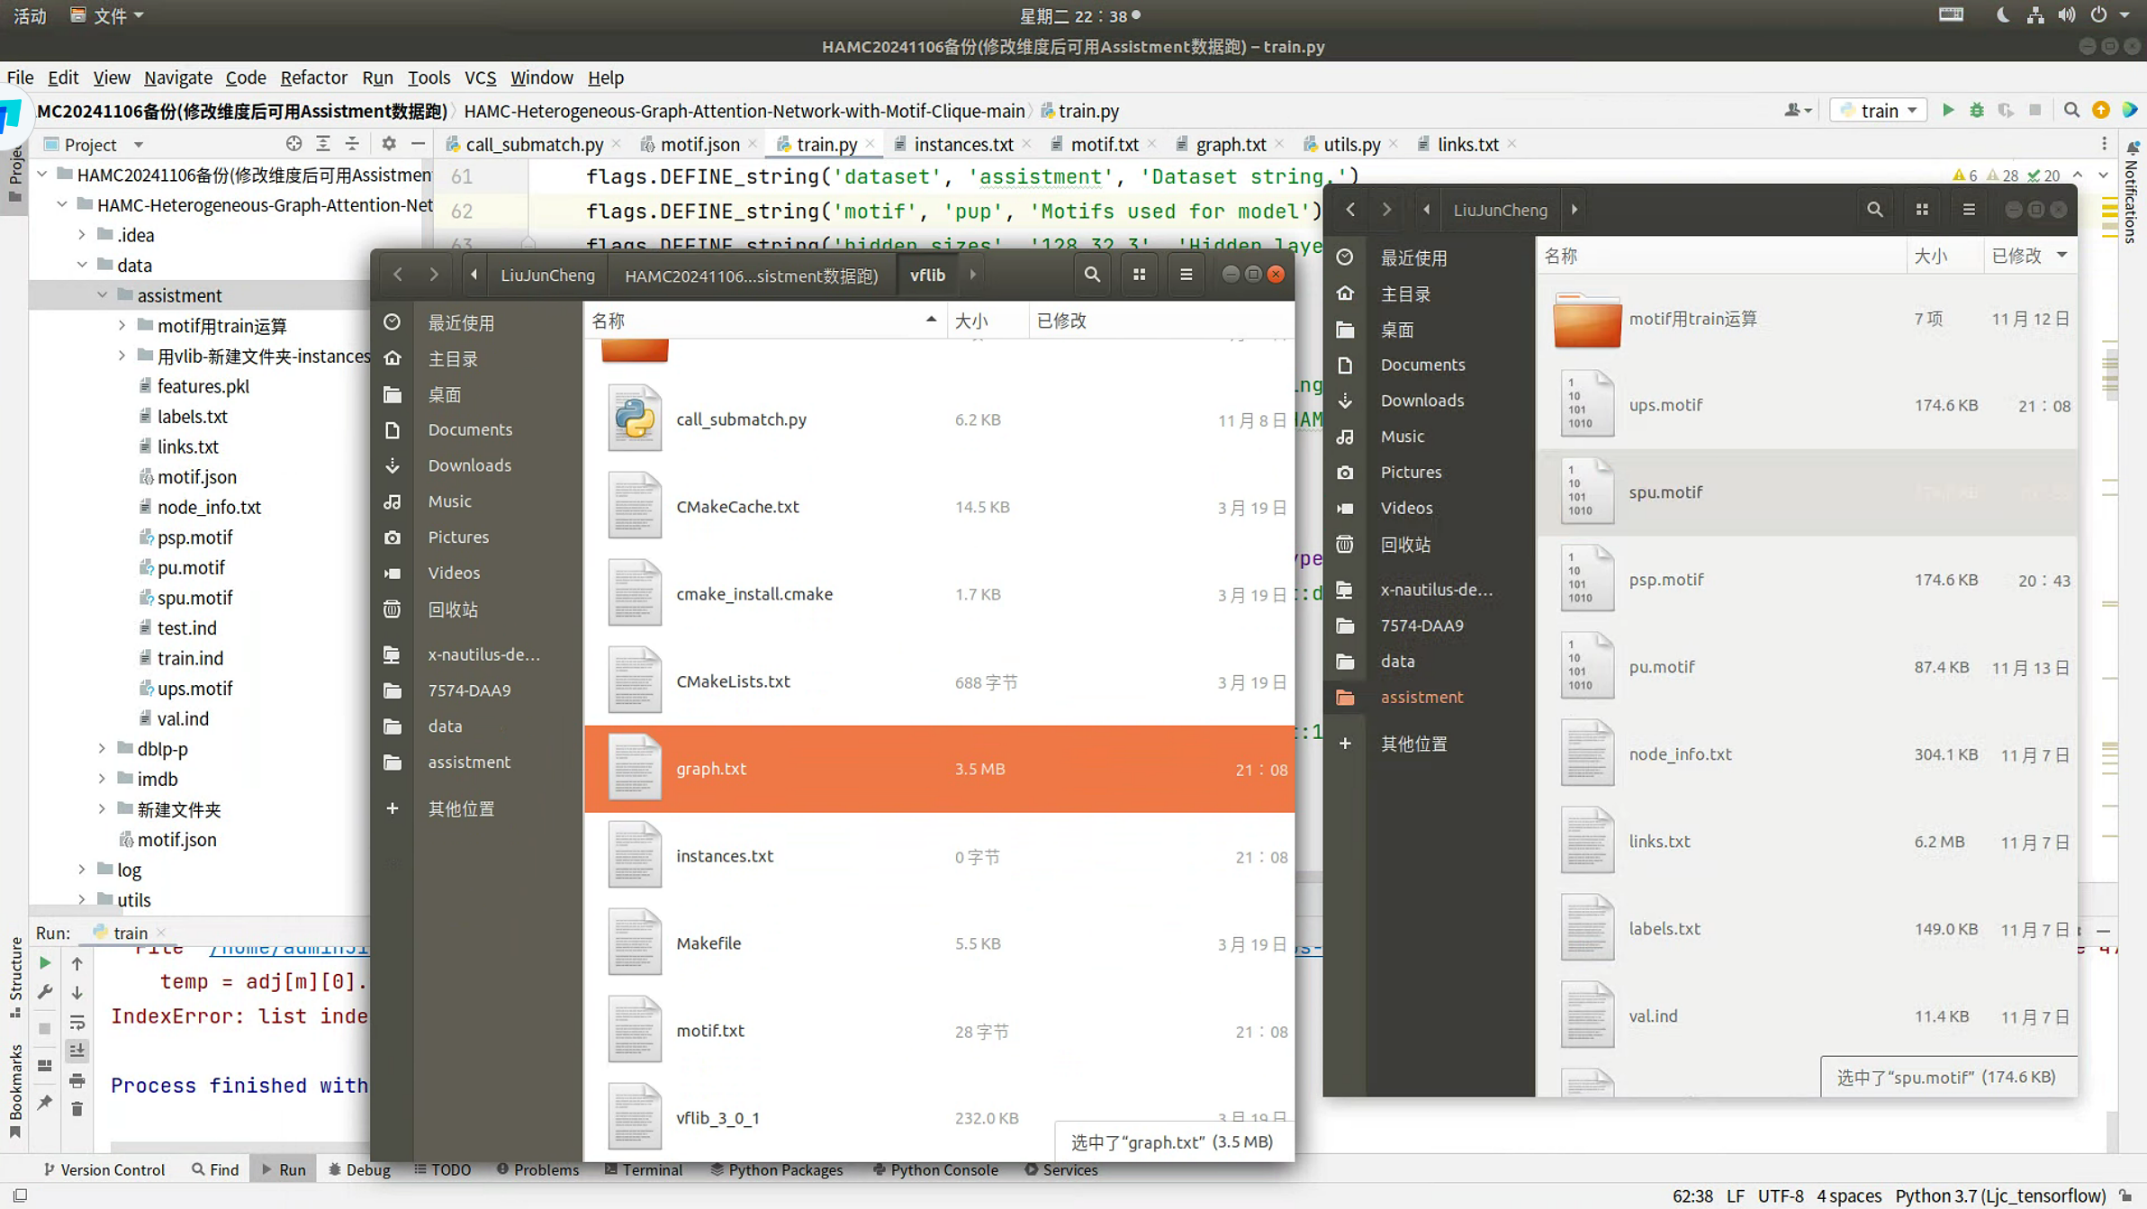 活动 文件 星期二 22：38
HAMC20241106备份(修改维度后可用Assistment数据跑) – train.py
File Edit View Navigate Code Refactor Run Tools VCS Window Help
MC20241106备份(修改维度后可用Assistment数据跑) HAMC-Heterogeneous-Graph-Attention-Network-with-Motif-Clique-main train.py train
Project call_submatch.py motif.json train.py instances.txt motif.txt graph.txt utils.py links.txt
HAMC20241106备份(修改维度后可用Assistment
HAMC-Heterogeneous-Graph-Attention-Net
.idea
data
assistment
motif用train运算
用vlib-新建文件夹-instances
features.pkl
labels.txt
links.txt
motif.json
node_info.txt
psp.motif
pu.motif
spu.motif
test.ind
train.ind
ups.motif
val.ind
dblp-p
imdb
新建文件夹
motif.json
log
utils
61 flags.DEFINE_string('dataset', 'assistment', 'Dataset string.')
62 flags.DEFINE_string('motif', 'pup', 'Motifs used for model')
63 flags.DEFINE_string('hidden_sizes', '128,32,3', 'Hidden laye
6 28 20
Notifications
LiuJunCheng HAMC20241106...sistment数据跑) vflib
最近使用
主目录
桌面
Documents
Downloads
Music
Pictures
Videos
回收站
x-nautilus-de...
7574-DAA9
data
assistment
其他位置
名称 大小 已修改
call_submatch.py 6.2 KB 11月 8日
CMakeCache.txt 14.5 KB 3月 19日
cmake_install.cmake 1.7 KB 3月 19日
CMakeLists.txt 688 字节 3月 19日
graph.txt 3.5 MB 21：08
instances.txt 0 字节 21：08
Makefile 5.5 KB 3月 19日
motif.txt 28 字节 21：08
vflib_3_0_1 232.0 KB 3月 19日
选中了“graph.txt” (3.5 MB)
ing
HAM
ype
t:d
t:1
LiuJunCheng
最近使用
主目录
桌面
Documents
Downloads
Music
Pictures
Videos
回收站
x-nautilus-de...
7574-DAA9
data
assistment
其他位置
名称 大小 已修改
motif用train运算 7 项 11月 12日
ups.motif 174.6 KB 21：08
spu.motif
psp.motif 174.6 KB 20：43
pu.motif 87.4 KB 11月 13日
node_info.txt 304.1 KB 11月 7日
links.txt 6.2 MB 11月 7日
labels.txt 149.0 KB 11月 7日
val.ind 11.4 KB 11月 7日
选中了“spu.motif” (174.6 KB)
Run: train
File "/home/admin51
temp = adj[m][0].
IndexError: list inde
Process finished with
Structure
Bookmarks
Version Control Find Run Debug TODO Problems Terminal Python Packages Python Console Services
62:38 LF UTF-8 4 spaces Python 3.7 (Ljc_tensorflow)